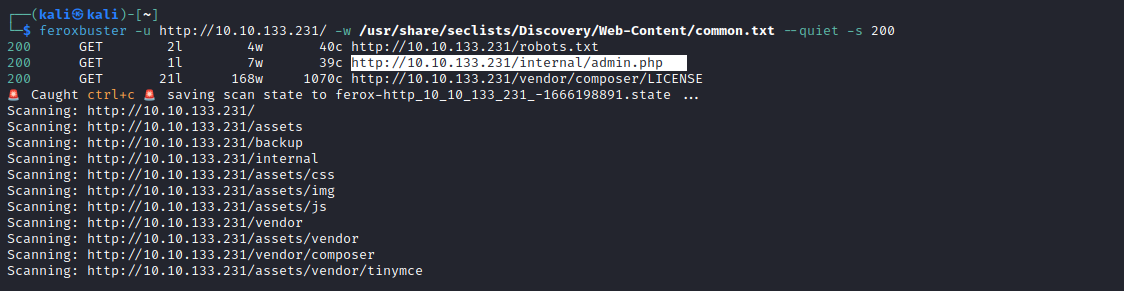 ┌──(kali㉿kali)-[~]
└─$ feroxbuster -u http://10.10.133.231/ -w /usr/share/seclists/Discovery/Web-Content/common.txt --quiet -s 200
200 GET 2l 4w 40c http://10.10.133.231/robots.txt
200 GET 1l 7w 39c http://10.10.133.231/internal/admin.php
200 GET 21l 168w 1070c http://10.10.133.231/vendor/composer/LICENSE
🚨 Caught ctrl+c 🚨 saving scan state to ferox-http_10_10_133_231_-1666198891.state ...
Scanning: http://10.10.133.231/
Scanning: http://10.10.133.231/assets
Scanning: http://10.10.133.231/backup
Scanning: http://10.10.133.231/internal
Scanning: http://10.10.133.231/assets/css
Scanning: http://10.10.133.231/assets/img
Scanning: http://10.10.133.231/assets/js
Scanning: http://10.10.133.231/vendor
Scanning: http://10.10.133.231/assets/vendor
Scanning: http://10.10.133.231/vendor/composer
Scanning: http://10.10.133.231/assets/vendor/tinymce